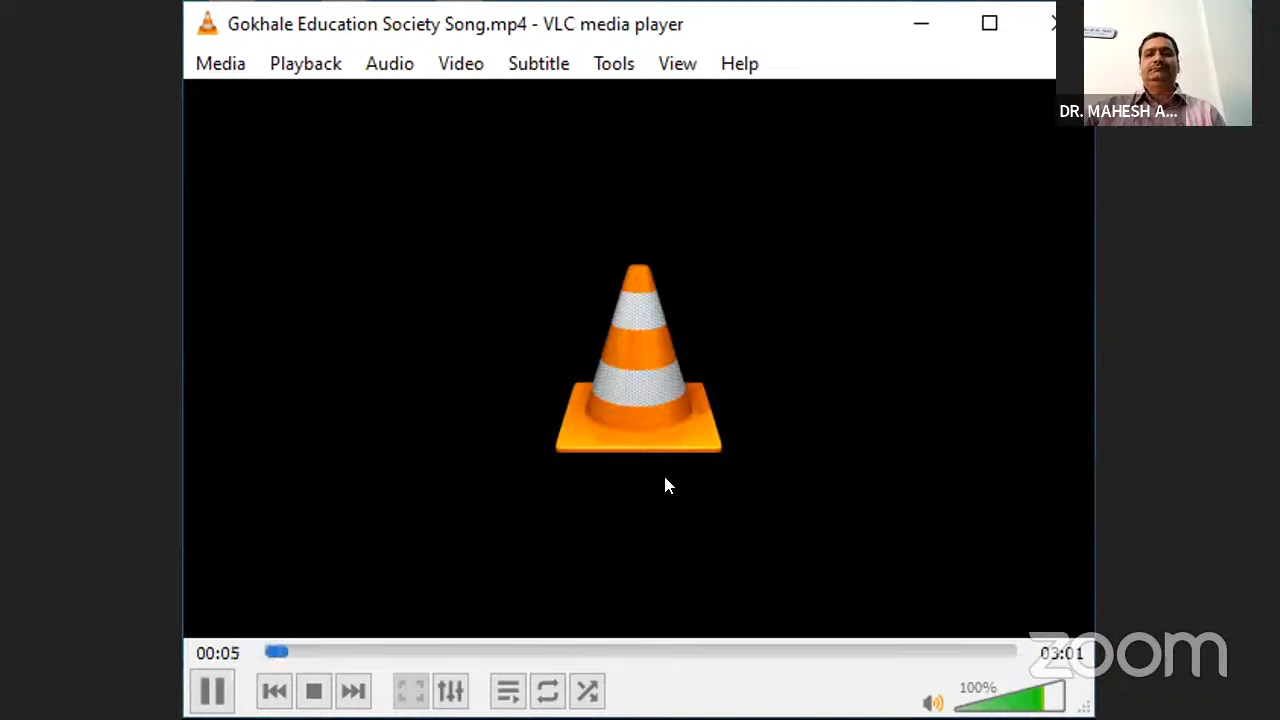 Gokhale Education Society Song.mp4 - VLC media player
Media Playback Audio Video Subtitle Tools View Help
DR. MAHESH A...
00:05
03:01
zoom
100%